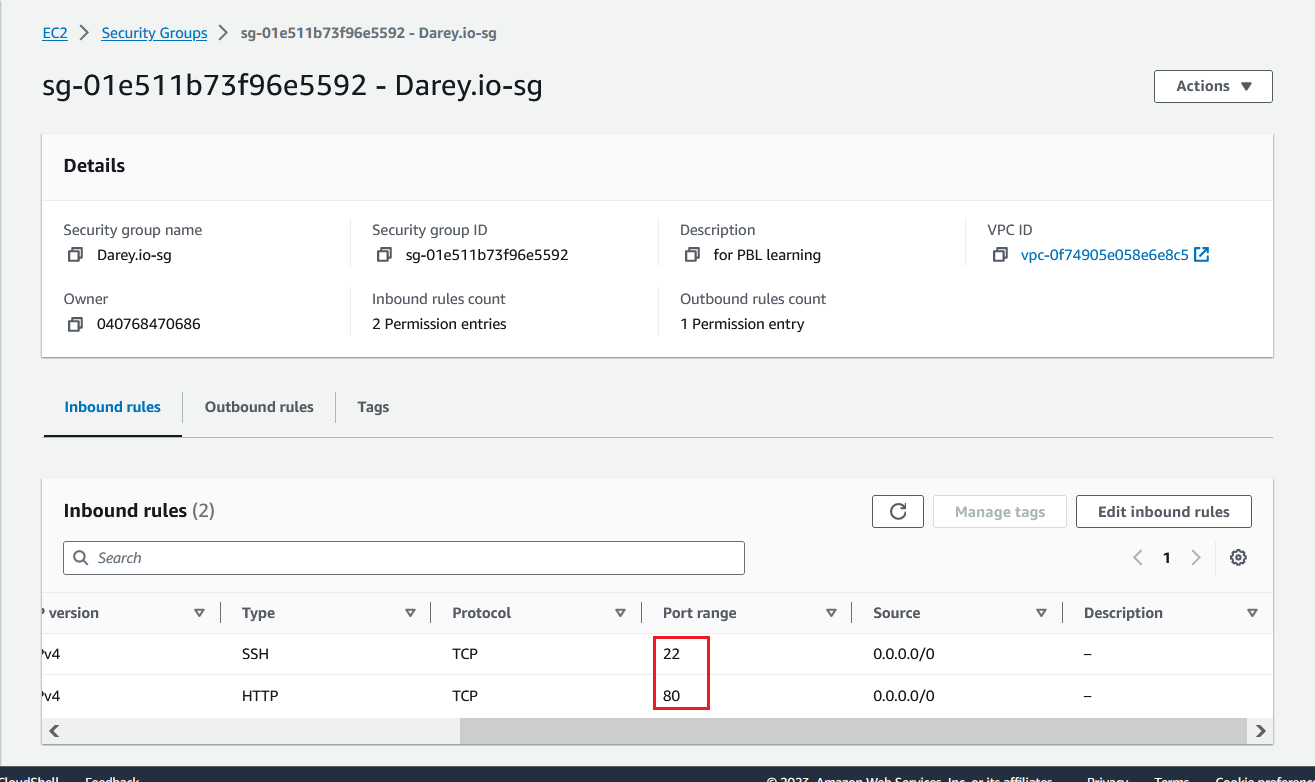 EC2 Security Groups sg-01e511b73f96e5592 - Darey.io-sg
sg-01e511b73f96e5592 - Darey.io-sg
Actions
Details
Security group name Security group ID Description VPC ID
Darey.io-sg sg-01e511b73f96e5592 for PBL learning vpc-0f74905e058e6e8c5
Owner Inbound rules count Outbound rules count
040768470686 2 Permission entries 1 Permission entry
Inbound rules Outbound rules Tags
Inbound rules (2) Manage tags Edit inbound rules
Search 1
version Type Protocol Port range Source Description
v4 SSH TCP 22 0.0.0.0/0 –
v4 HTTP TCP 80 0.0.0.0/0 –
CloudShell Feedback © 2023, Amazon Web Services, Inc. or its affiliates. Privacy Terms Cookie